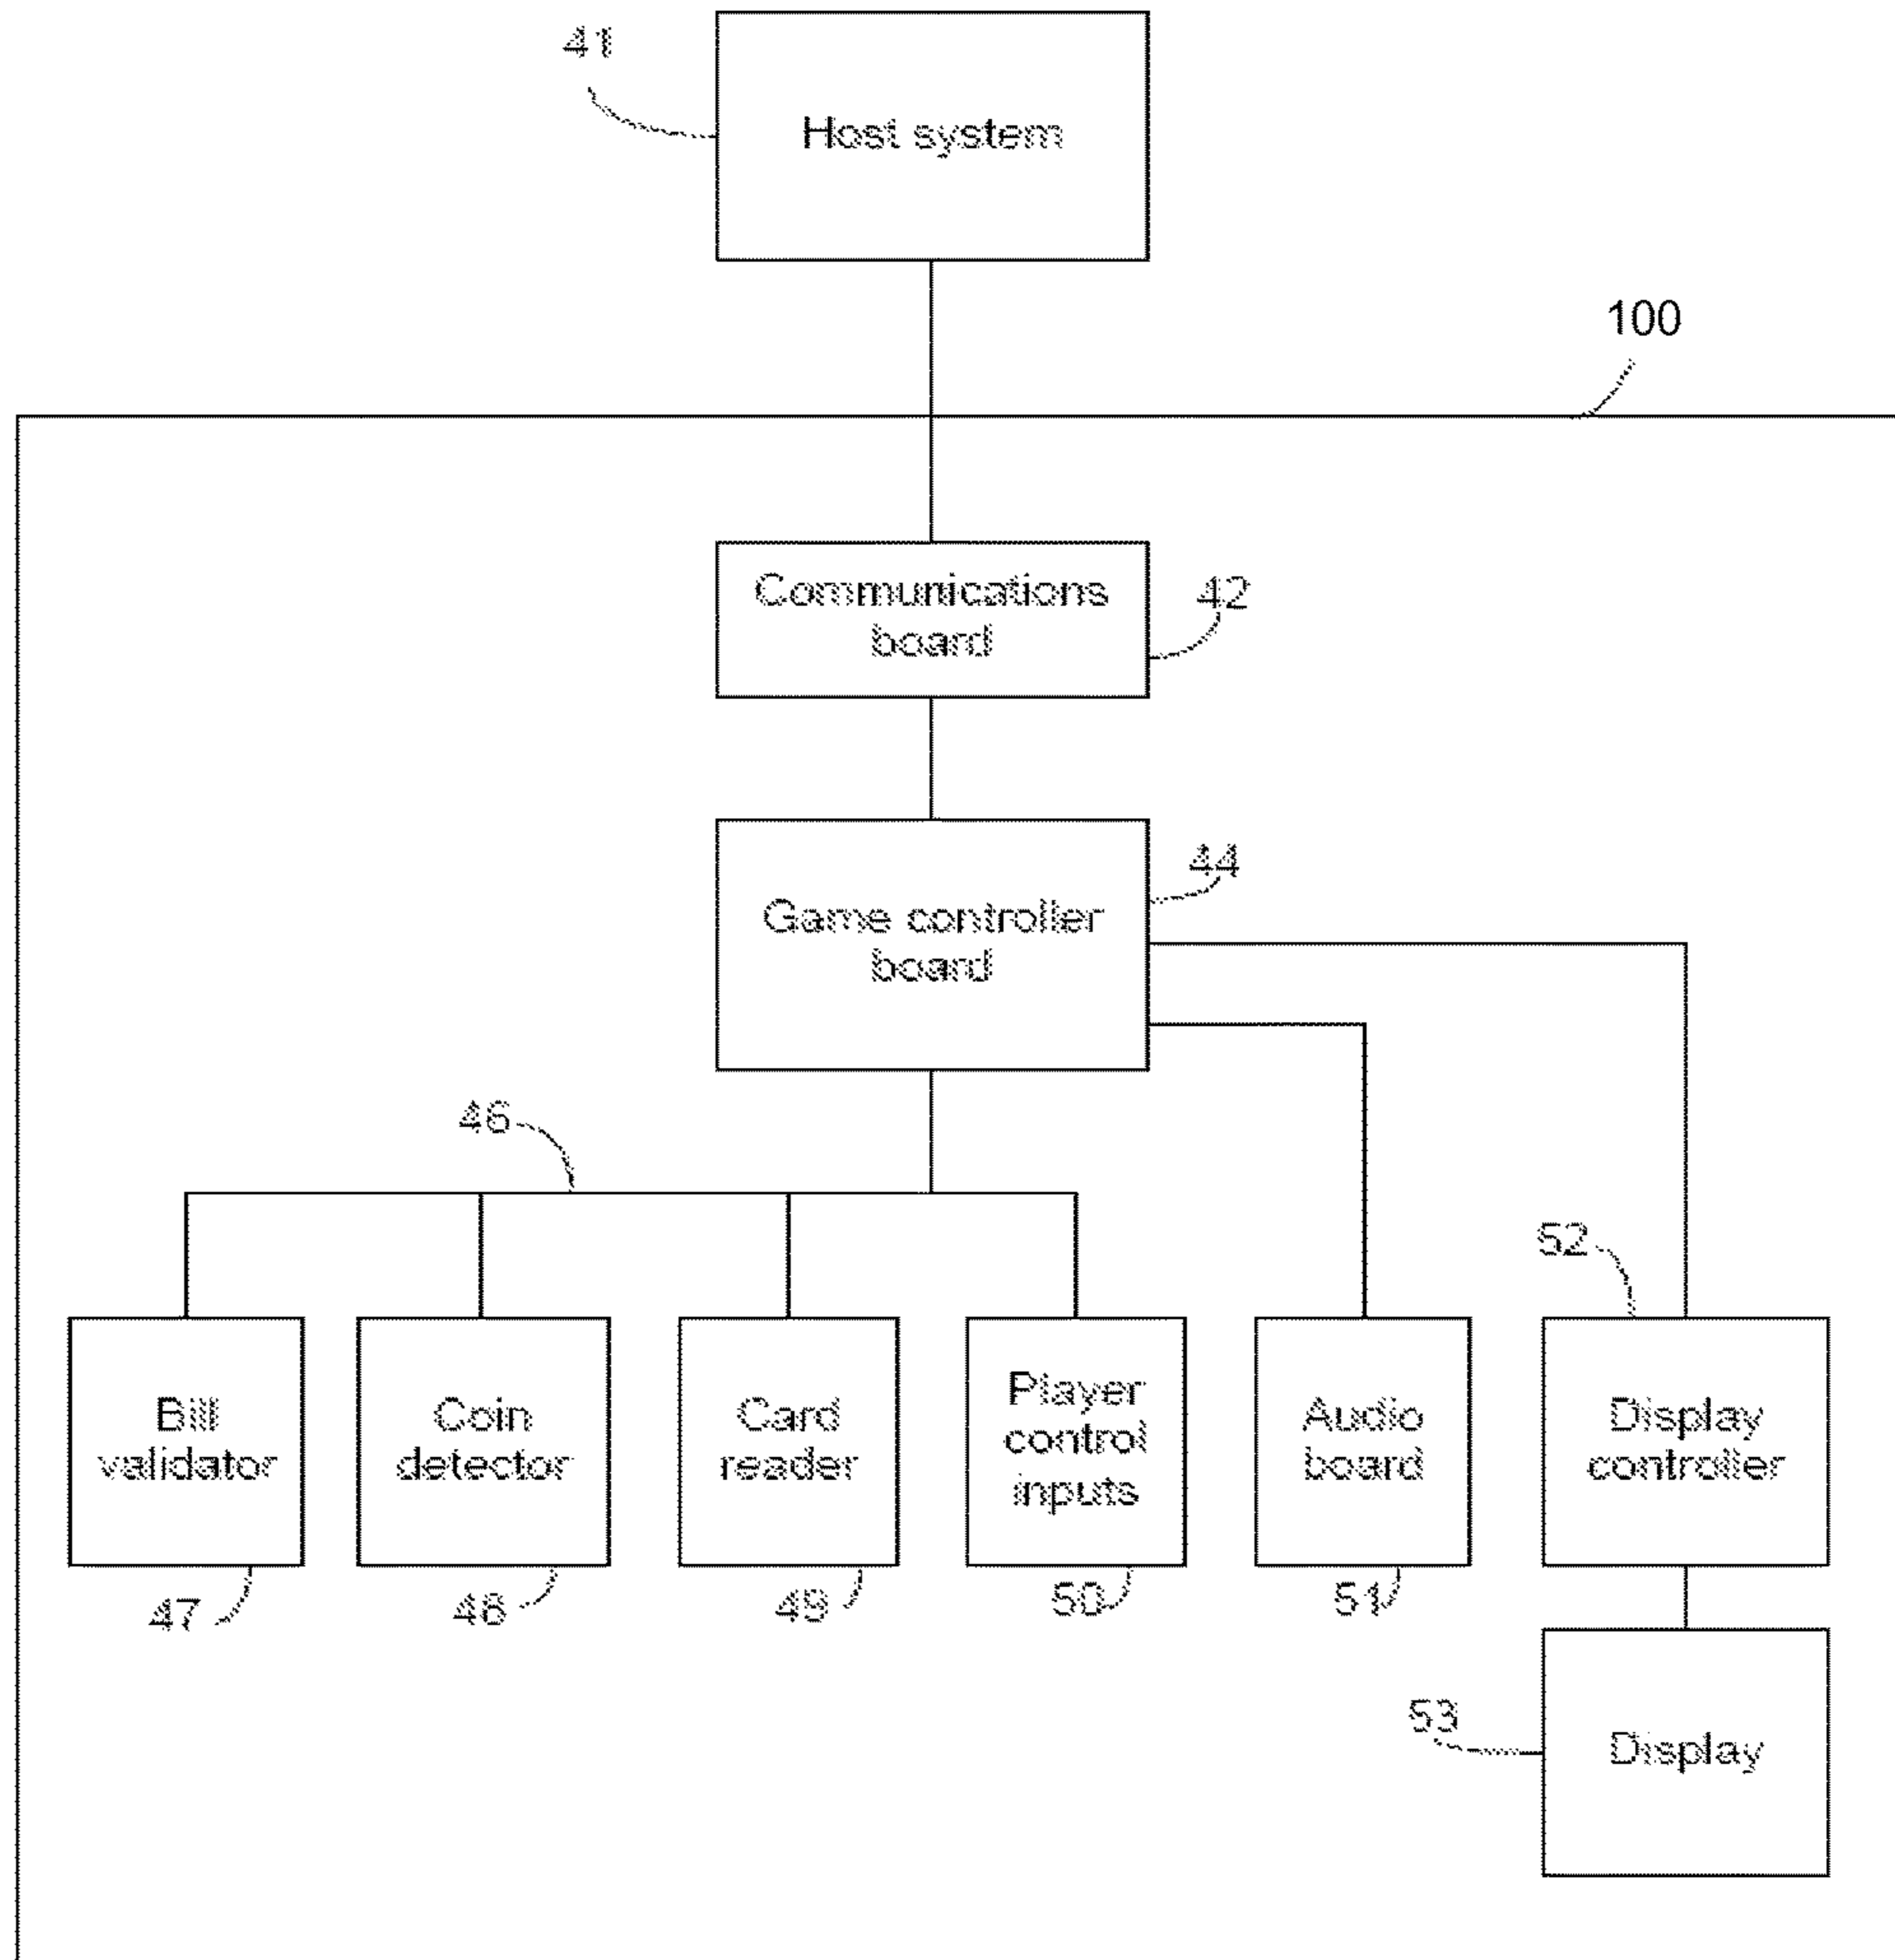 41
Host system
100
Communications
board
42
44
Game controller
board
46
52
Bill
validator
Coin
detector
Card
reader
Player
control
inputs
Audio
board
Display
controller
47
48
49
50
51
53
Display